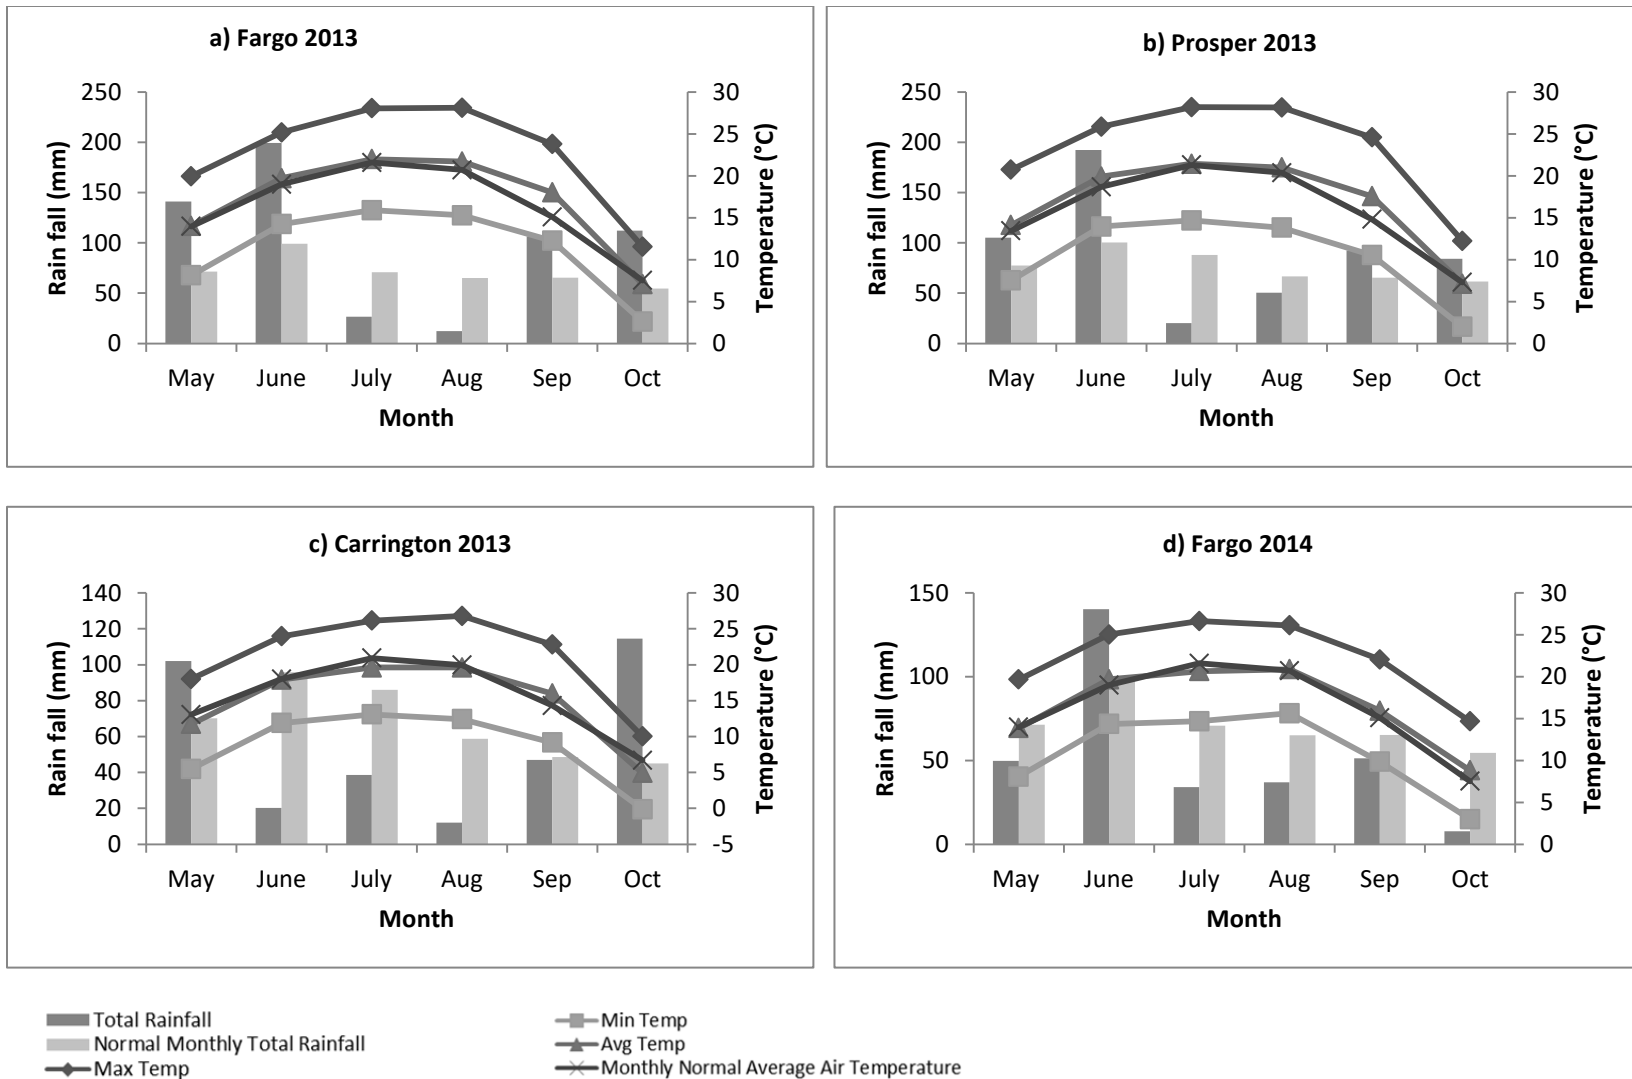 a) Fargo 2013
250
200
150
100
50
0
Rain fall (mm)
30
25
20
15
10
5
0
Temperature (°C)
May June July Aug Sep Oct
Month
b) Prosper 2013
250
200
150
100
50
0
Rain fall (mm)
30
25
20
15
10
5
0
Temperature (°C)
May June July Aug Sep Oct
Month
c) Carrington 2013
140
120
100
80
60
40
20
0
Rain fall (mm)
30
25
20
15
10
5
0
-5
Temperature (°C)
May June July Aug Sep Oct
Month
d) Fargo 2014
150
100
50
0
Rain fall (mm)
30
25
20
15
10
5
0
Temperature (°C)
May June July Aug Sep Oct
Month
Total Rainfall
Normal Monthly Total Rainfall
Max Temp
Min Temp
Avg Temp
Monthly Normal Average Air Temperature